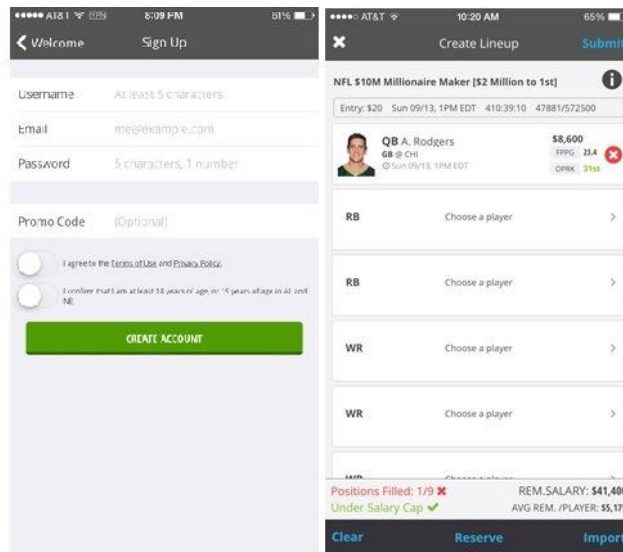 AT&T VPN 8:09 PM 51%
Welcome Sign Up
Username At least 5 characters
Email me@example.com
Password 5 characters, 1 number
Promo Code (Optional)
I agree to the Terms of Use and Privacy Policy.
I confirm that I am at least 18 years of age, or 19 years of age in AL and
NE
CREATE ACCOUNT
AT&T 10:20 AM 65%
Create Lineup Submi
NFL $10M Millionaire Maker [$2 Million to 1st]
Entry: $20 Sun 09/13, 1PM EDT 410:39:10 47881/572500
QB A. Rodgers $8,600
GB @ CHI FPPG 23.4
Sun 09/13, 1PM EDT OPRK 31st
RB Choose a player
RB Choose a player
WR Choose a player
WR Choose a player
WR Choose a player
Positions Filled: 1/9 REM.SALARY: $41,400
Under Salary Cap AVG REM. /PLAYER: $5,17
Clear Reserve Import